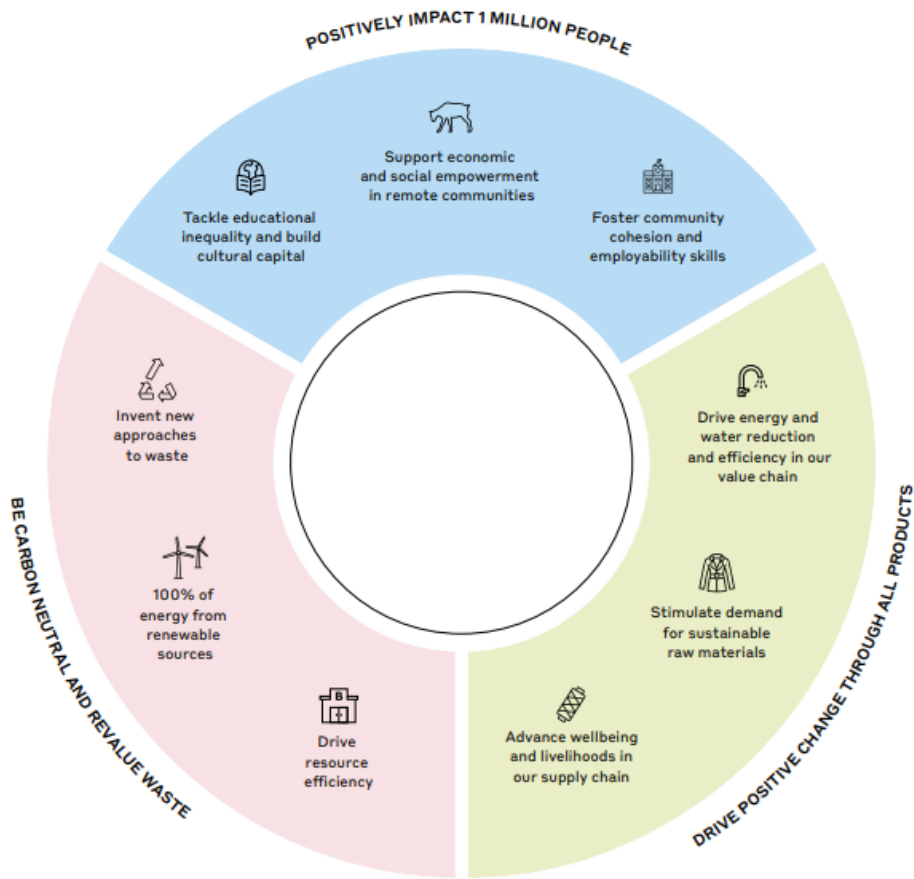 POSITIVELY IMPACT 1 MILLION PEOPLE
Support economic
and social empowerment
in remote communities
Tackle educational
inequality and build
cultural capital
Foster community
cohesion and
employability skills
Invent new
approaches
to waste
100% of
energy from
renewable
sources
Drive
resource
efficiency
BE CARBON NEUTRAL AND REVALUE WASTE
Drive energy and
water reduction
and efficiency in our
value chain
Stimulate demand
for sustainable
raw materials
Advance wellbeing
and livelihoods in
our supply chain
DRIVE POSITIVE CHANGE THROUGH ALL PRODUCTS
B